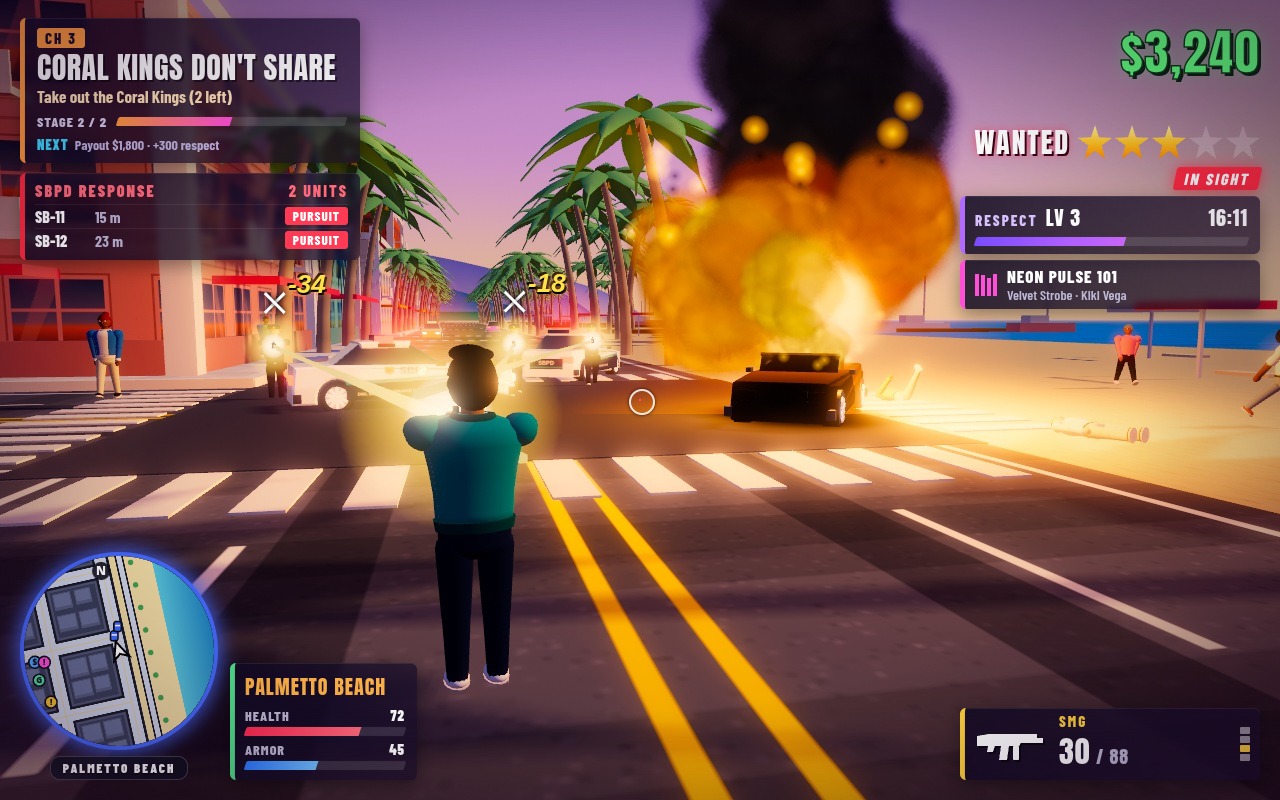 CH 3
CORAL KINGS DON'T SHARE
Take out the Coral Kings (2 left)
STAGE 2 / 2
NEXT Payout $1,800 · +300 respect
SBPD RESPONSE 2 UNITS
SB-11 15 m PURSUIT
SB-12 23 m PURSUIT
$3,240
WANTED
IN SIGHT
RESPECT LV 3 16:11
NEON PULSE 101
Velvet Strobe · Kiki Vega
-34
-18
SBPD
N
PALMETTO BEACH
PALMETTO BEACH
HEALTH 72
ARMOR 45
SMG
30 / 88